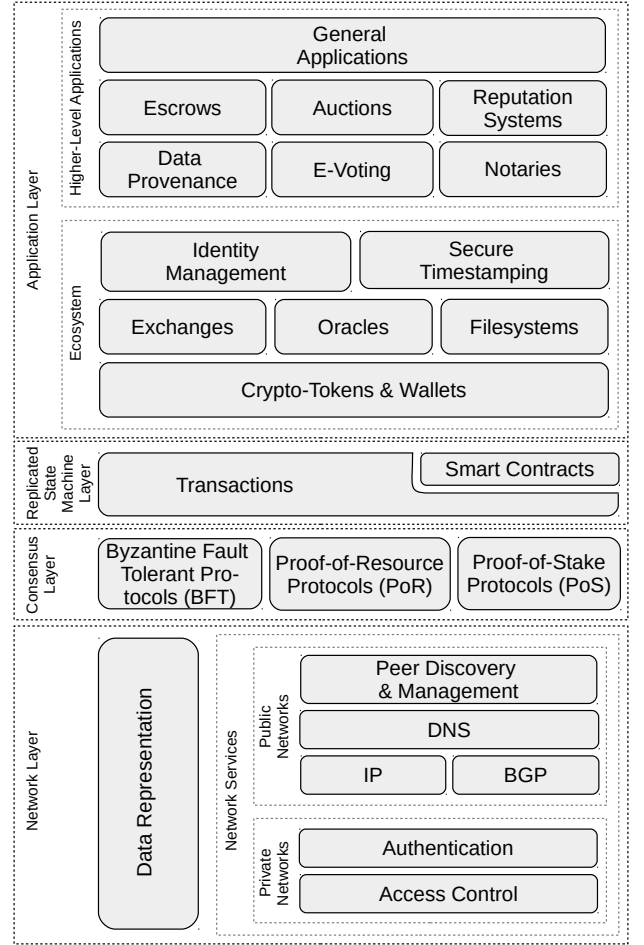 Application Layer
Higher-Level Applications
General
Applications
Escrows
Auctions
Reputation
Systems
Data
Provenance
E-Voting
Notaries
Ecosystem
Identity
Management
Secure
Timestamping
Exchanges
Oracles
Filesystems
Crypto-Tokens & Wallets
Replicated
State
Machine
Layer
Transactions
Smart Contracts
Consensus
Layer
Byzantine Fault
Tolerant Pro-
tocols (BFT)
Proof-of-Resource
Protocols (PoR)
Proof-of-Stake
Protocols (PoS)
Network Layer
Data Representation
Network Services
Public
Networks
Peer Discovery
& Management
DNS
IP
BGP
Private
Networks
Authentication
Access Control